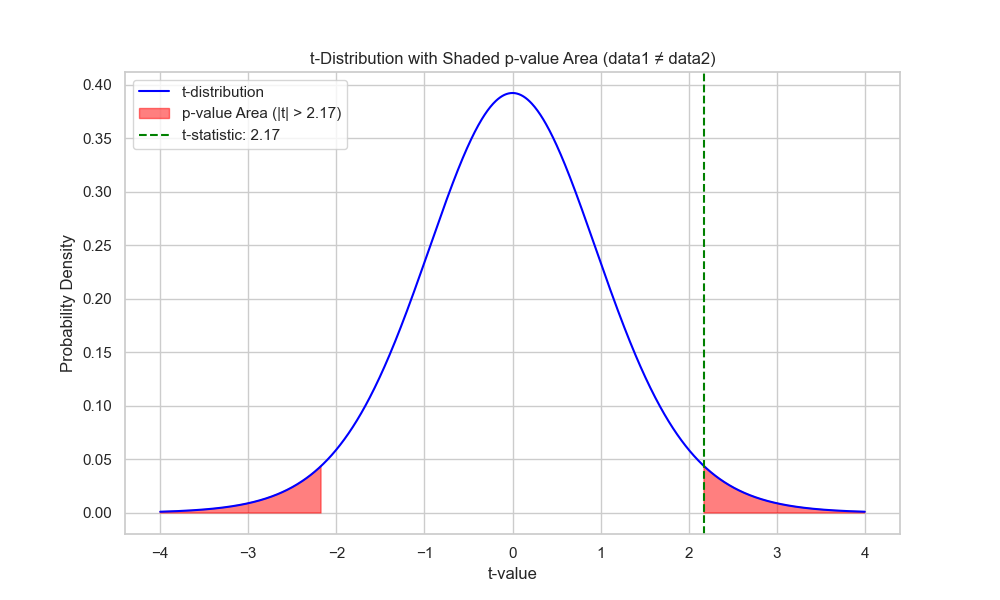 t-Distribution with Shaded p-value Area (data1 ≠ data2)
t-distribution
p-value Area (|t| > 2.17)
t-statistic: 2.17
Probability Density
0.40
0.35
0.30
0.25
0.20
0.15
0.10
0.05
0.00
−4 −3 −2 −1 0 1 2 3 4
t-value